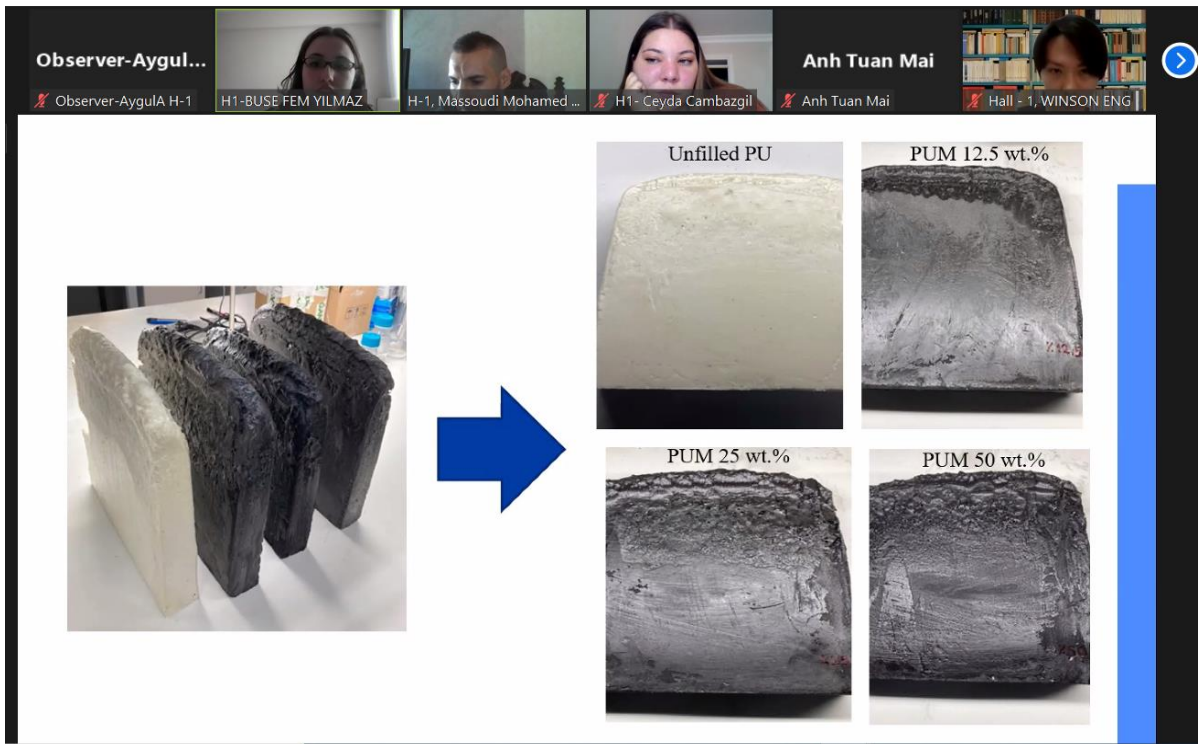 Observer-Aygul...
Anh Tuan Mai
Observer-AygulA H-1
H1-BUSE FEM YILMAZ
H-1, Massoudi Mohamed ...
H1- Ceyda Cambazgil
Anh Tuan Mai
Hall - 1, WINSON ENG
Unfilled PU
PUM 12.5 wt.%
PUM 25 wt.%
PUM 50 wt.%